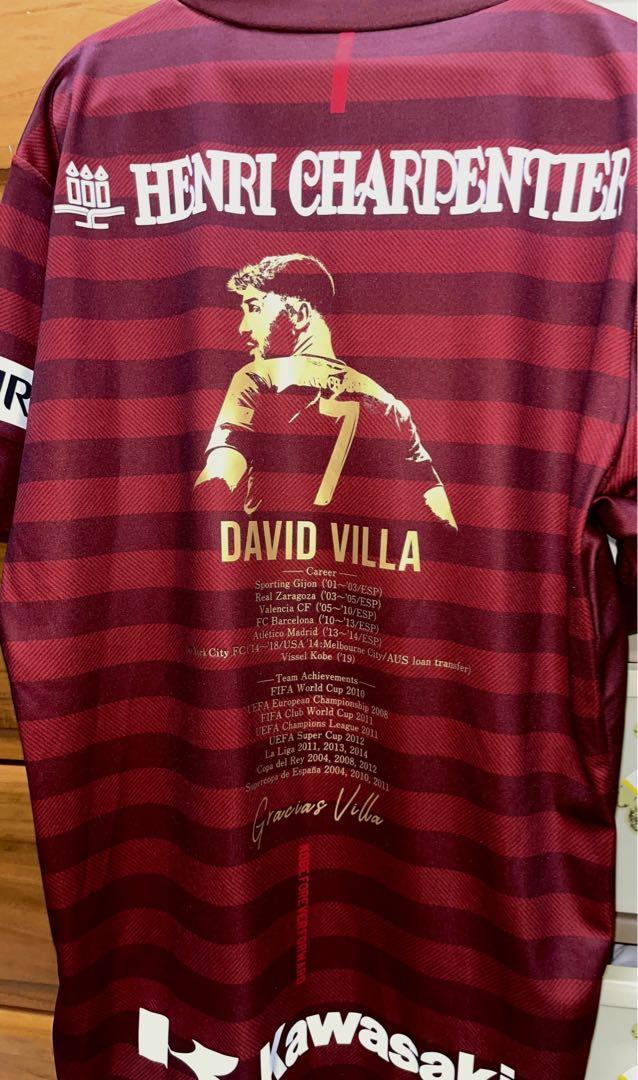 HENRI CHARPENTIER
7
DAVID VILLA
Career
Sporting Gijon ('01～'03/ESP)
Real Zaragoza ('03～'05/ESP)
Valencia CF ('05～'10/ESP)
FC Barcelona ('10～'13/ESP)
Atlético Madrid ('13～'14/ESP)
York City FC ('14～'18/USA '14:Melbourne City/AUS loan transfer)
Vissel Kobe ('19)
Team Achievements
FIFA World Cup 2010
UEFA European Championship 2008
FIFA Club World Cup 2011
UEFA Champions League 2011
UEFA Super Cup 2012
La Liga 2011, 2013, 2014
Copa del Rey 2004, 2008, 2012
Supercopa de España 2004, 2010, 2011
Gracias Villa
Kawasaki